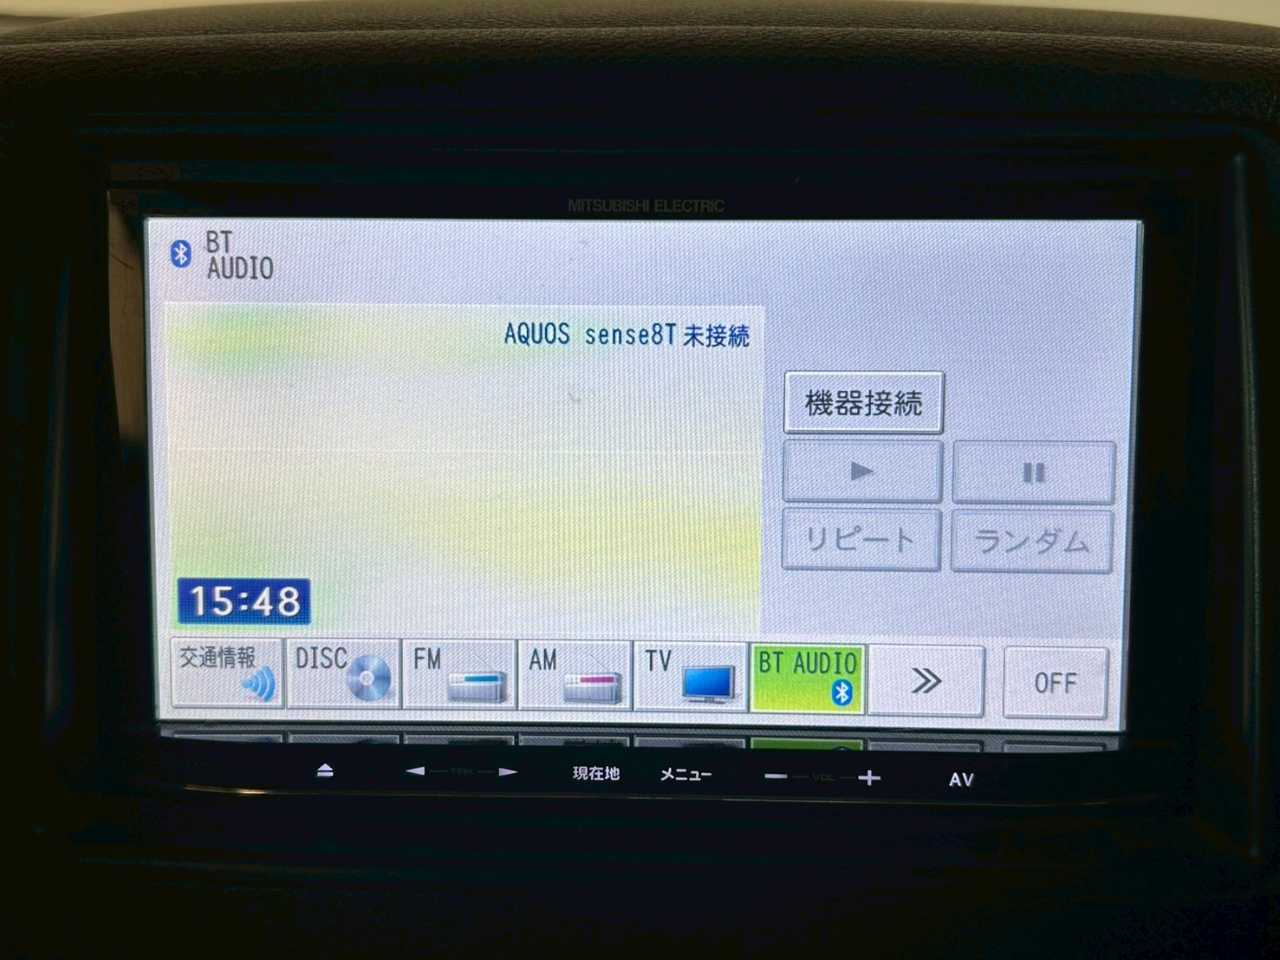 MITSUBISHI ELECTRIC
BT
AUDIO
AQUOS sense8T 未接続
機器接続
リピート
ランダム
15:48
交通情報
DISC
FM
AM
TV
BT AUDIO
OFF
現在地
メニュー
VOL
AV